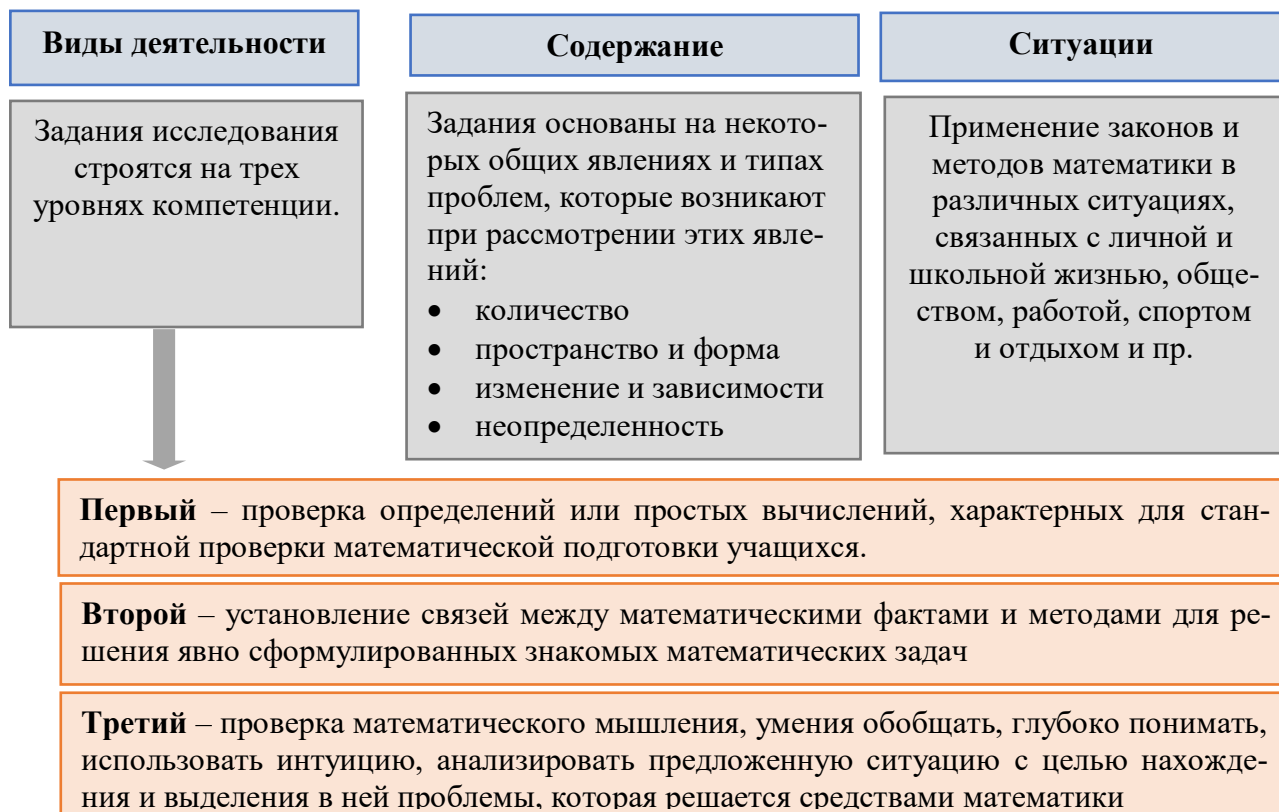 Виды деятельности
Задания исследования
строятся на трех
уровнях компетенции.
Содержание
Задания основаны на некото-
рых общих явлениях и типах
проблем, которые возникают
при рассмотрении этих явле-
ний:
• количество
• пространство и форма
• изменение и зависимости
• неопределенность
Ситуации
Применение законов и
методов математики в
различных ситуациях,
связанных с личной и
школьной жизнью, обще-
ством, работой, спортом
и отдыхом и пр.
Первый – проверка определений или простых вычислений, характерных для стан-
дартной проверки математической подготовки учащихся.
Второй – установление связей между математическими фактами и методами для ре-
шения явно сформулированных знакомых математических задач
Третий – проверка математического мышления, умения обобщать, глубоко понимать,
использовать интуицию, анализировать предложенную ситуацию с целью нахожде-
ния и выделения в ней проблемы, которая решается средствами математики